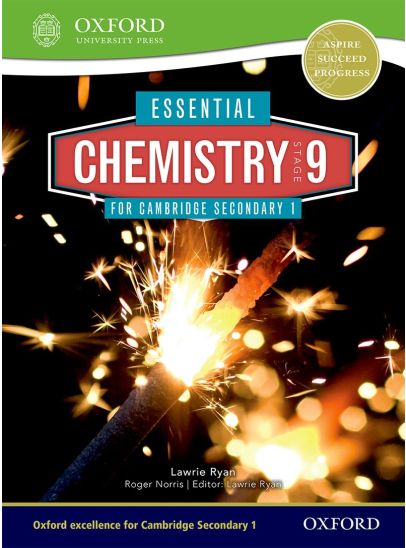 OXFORD
UNIVERSITY PRESS
ASPIRE
SUCCEED
PROGRESS
ESSENTIAL
CHEMISTRY STAGE 9
FOR CAMBRIDGE SECONDARY 1
Lawrie Ryan
Roger Norris | Editor: Lawrie Ryan
Oxford excellence for Cambridge Secondary 1
OXFORD